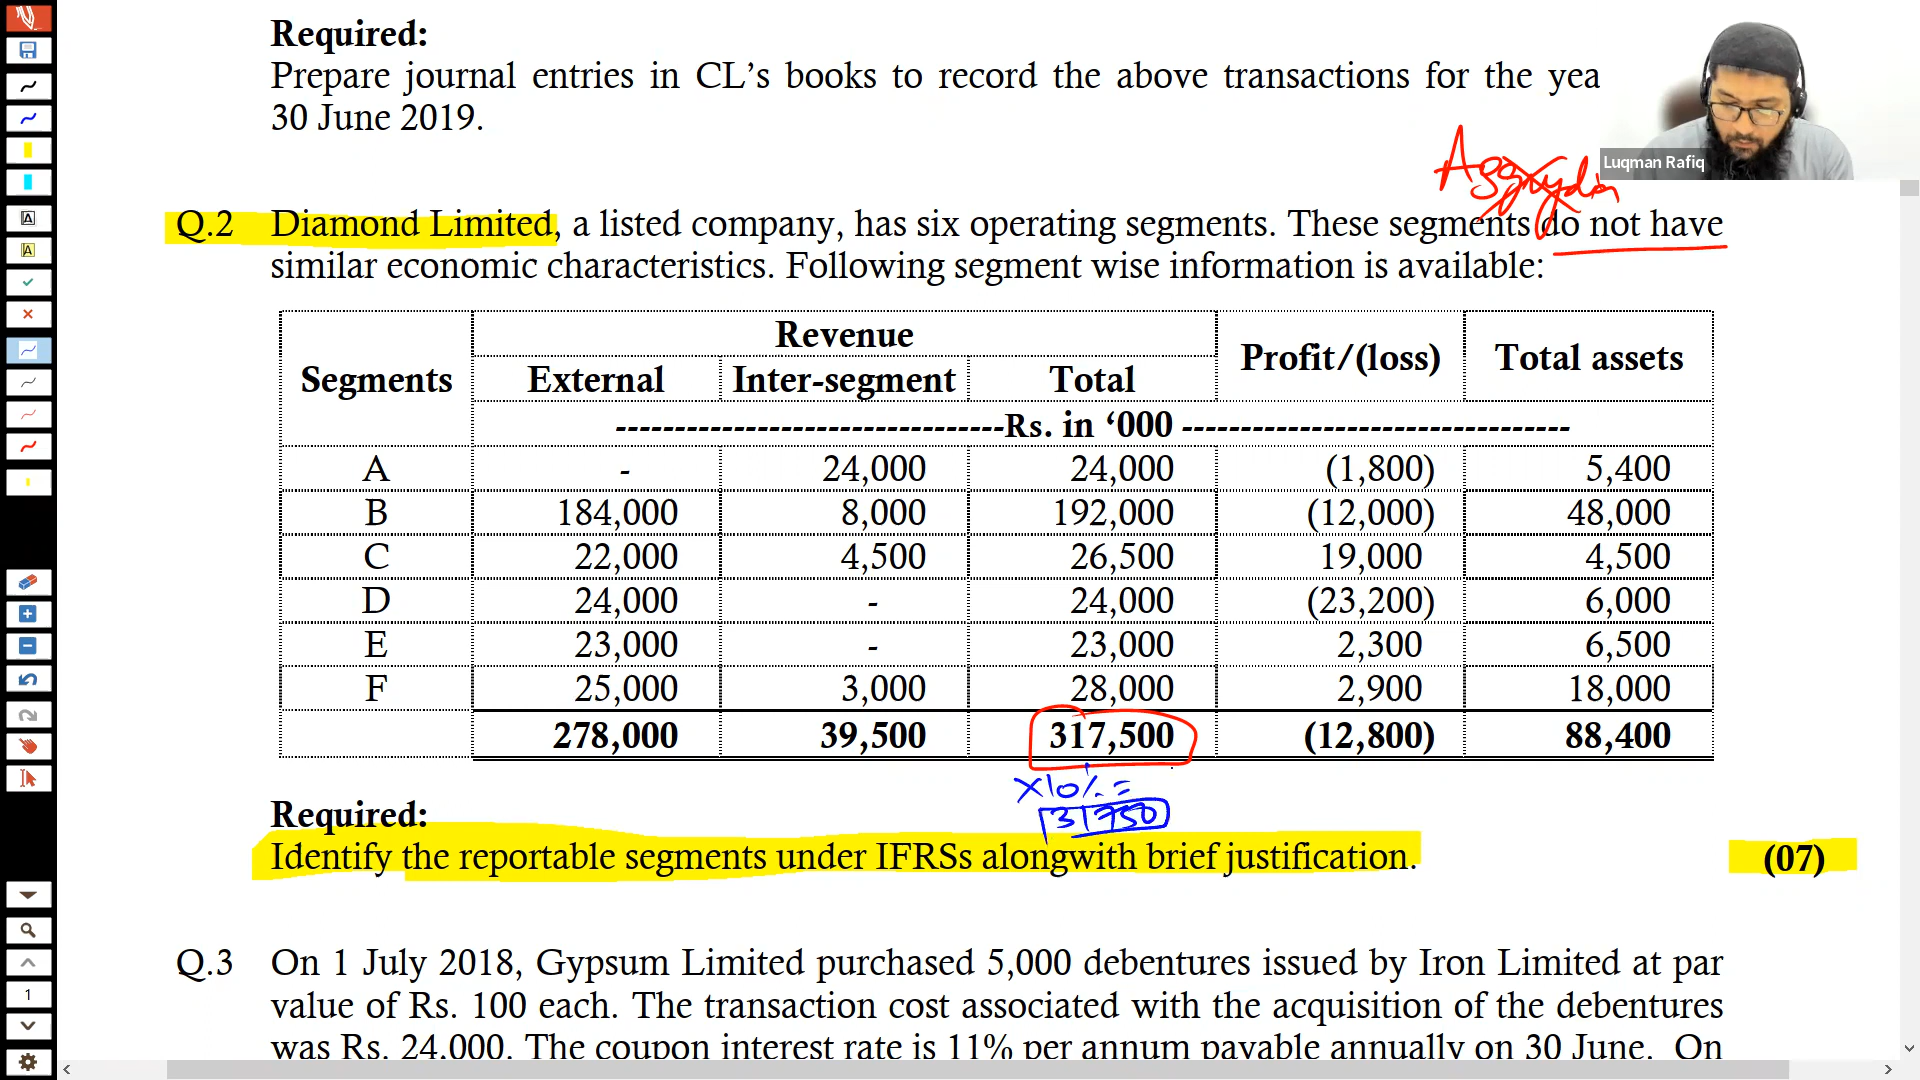 Required:
Prepare journal entries in CL's books to record the above transactions for the yea
30 June 2019.
Luqman Rafiq
Q.2 Diamond Limited, a listed company, has six operating segments. These segments do not have
similar economic characteristics. Following segment wise information is available:
Segments Revenue Profit/(loss) Total assets
External Inter-segment Total
--------------------------------Rs. in ‘000 --------------------------------
A - 24,000 24,000 (1,800) 5,400
B 184,000 8,000 192,000 (12,000) 48,000
C 22,000 4,500 26,500 19,000 4,500
D 24,000 - 24,000 (23,200) 6,000
E 23,000 - 23,000 2,300 6,500
F 25,000 3,000 28,000 2,900 18,000
278,000 39,500 317,500 (12,800) 88,400
×10%=
31750
Required:
Identify the reportable segments under IFRSs alongwith brief justification. (07)
Q.3 On 1 July 2018, Gypsum Limited purchased 5,000 debentures issued by Iron Limited at par
value of Rs. 100 each. The transaction cost associated with the acquisition of the debentures
was Rs. 24,000. The coupon interest rate is 11% per annum payable annually on 30 June. On
A
A
1